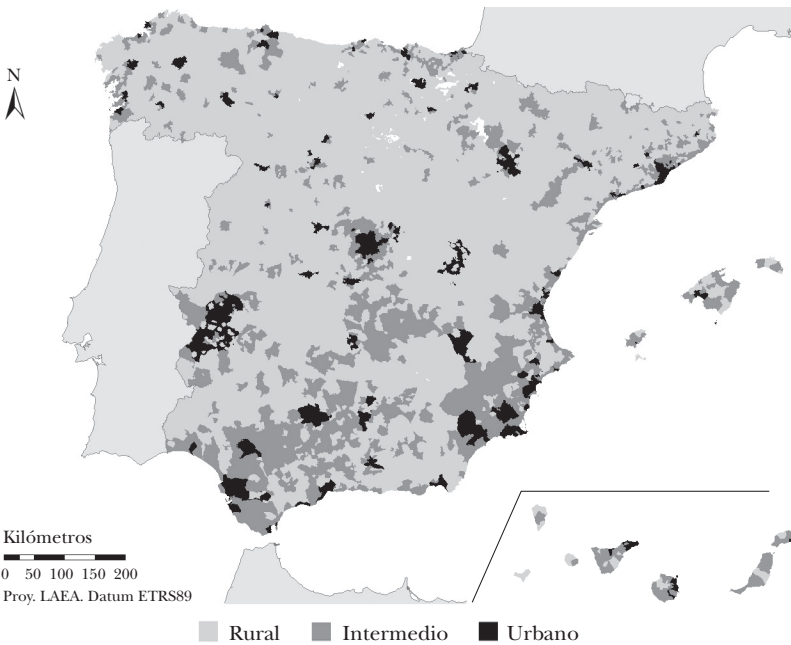 N
Kilómetros
0 50 100 150 200
Proy. LAEA. Datum ETRS89
Rural Intermedio Urbano